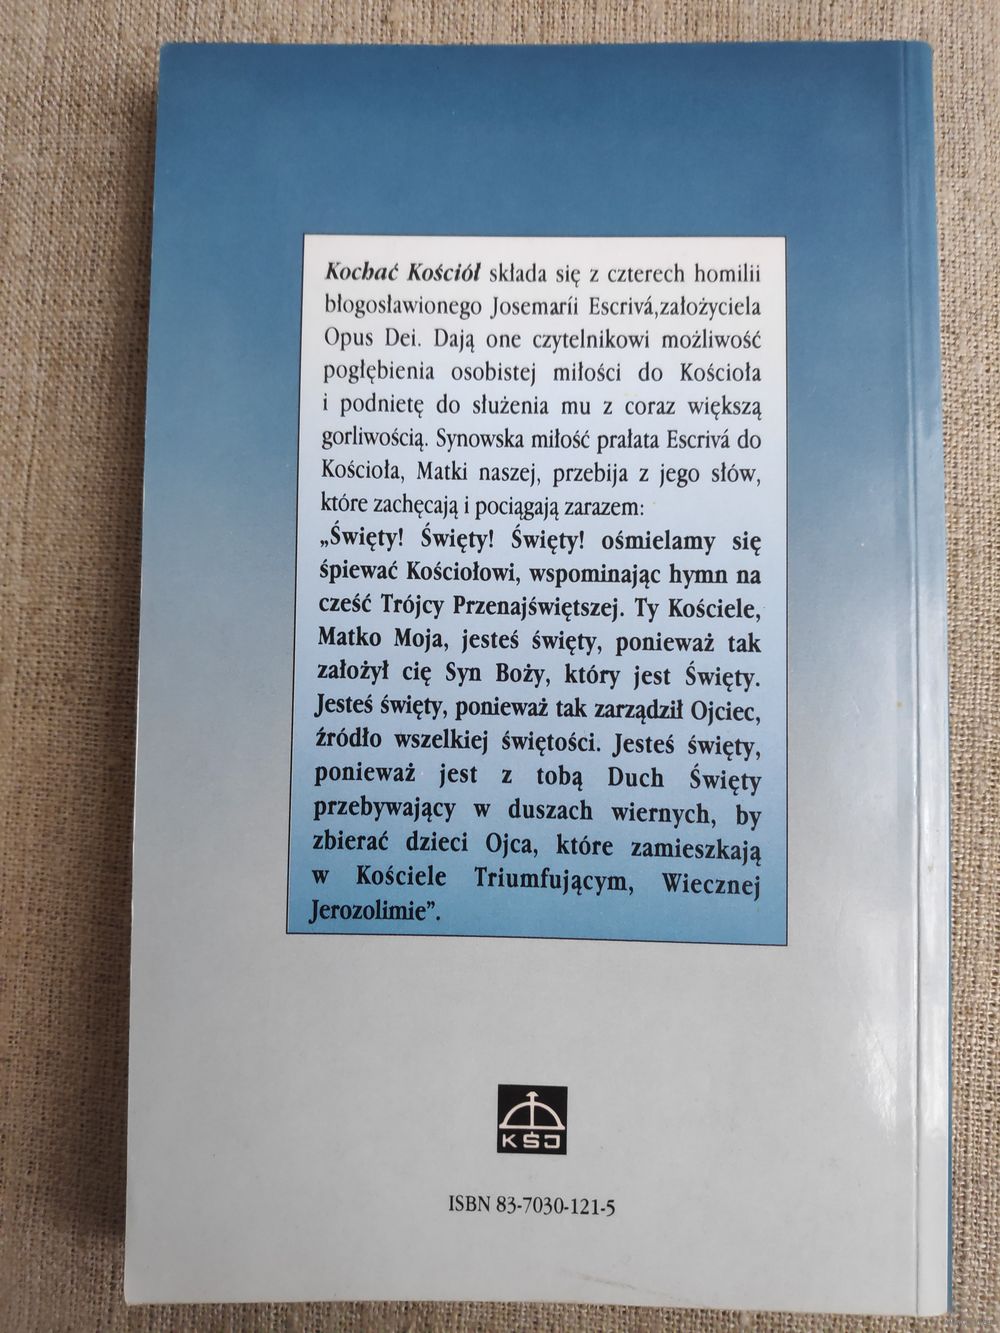 Kochać Kościół składa się z czterech homilii
błogosławionego Josemaríi Escrivá,założyciela
Opus Dei. Dają one czytelnikowi możliwość
pogłębienia osobistej miłości do Kościoła
i podnietę do służenia mu z coraz większą
gorliwością. Synowska miłość prałata Escrivá do
Kościoła, Matki naszej, przebija z jego słów,
które zachęcają i pociągają zarazem:
„Święty! Święty! Święty! ośmielamy się
śpiewać Kościołowi, wspominając hymn na
cześć Trójcy Przenajświętszej. Ty Kościele,
Matko Moja, jesteś święty, ponieważ tak
założył cię Syn Boży, który jest Święty.
Jesteś święty, ponieważ tak zarządził Ojciec,
źródło wszelkiej świętości. Jesteś święty,
ponieważ jest z tobą Duch Święty
przebywający w duszach wiernych, by
zbierać dzieci Ojca, które zamieszkają
w Kościele Triumfującym, Wiecznej
Jerozolimie”.
KŚJ
ISBN 83-7030-121-5